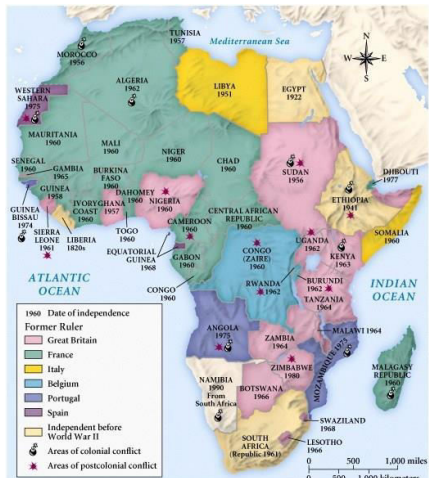 TUNISIA
1957
Mediterranean Sea
MOROCCO
1956
N
W
E
S
ALGERIA
1962
LIBYA
1951
EGYPT
1922
WESTERN
SAHARA
1975
MAURITANIA
1960
MALI
1960
NIGER
1960
CHAD
1960
SUDAN
1956
DJIBOUTI
1977
SENEGAL
1960
GAMBIA
1965
BURKINA
FASO
1960
GUINEA
1958
DAHOMEY
1960
NIGERIA
1960
ETHIOPIA
1941
IVORY
COAST
1960
GHANA
1957
GUINEA
BISSAU
1974
SIERRA
LEONE
1961
LIBERIA
1820s
TOGO
1960
CAMEROON
1960
CENTRAL AFRICAN
REPUBLIC
1960
SOMALIA
1960
UGANDA
1962
EQUATORIAL
GUINEA
1968
GABON
1960
CONGO
(ZAIRE)
1960
KENYA
1963
RWANDA
1962
BURUNDI
1962
ATLANTIC
OCEAN
CONGO
1960
TANZANIA
1964
INDIAN
OCEAN
ANGOLA
1975
MALAWI 1964
ZAMBIA
1964
ZIMBABWE
1980
MOZAMBIQUE 1975
MALAGASY
REPUBLIC
1960
NAMIBIA
1990
From
South Africa
BOTSWANA
1966
SWAZILAND
1968
SOUTH
AFRICA
(Republic 1961)
LESOTHO
1966
1960 Date of independence
Former Ruler
Great Britain
France
Italy
Belgium
Portugal
Spain
Independent before
World War II
Areas of colonial conflict
Areas of postcolonial conflict
0 500 1,000 miles
0 500 1,000 kilometers